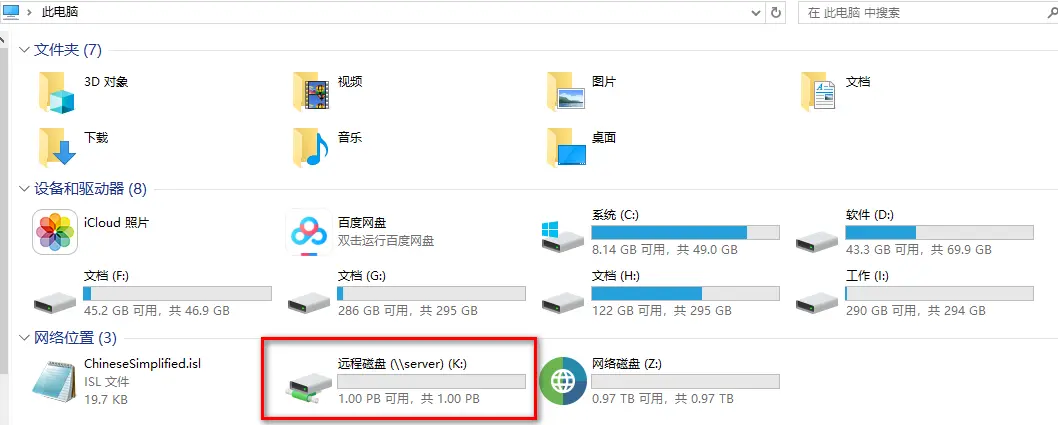 此电脑
在 此电脑 中搜索
文件夹 (7)
3D 对象
视频
图片
文档
下载
音乐
桌面
设备和驱动器 (8)
iCloud 照片
百度网盘
双击运行百度网盘
系统 (C:)
8.14 GB 可用，共 49.0 GB
软件 (D:)
43.3 GB 可用，共 69.9 GB
文档 (F:)
45.2 GB 可用，共 46.9 GB
文档 (G:)
286 GB 可用，共 295 GB
文档 (H:)
122 GB 可用，共 295 GB
工作 (I:)
290 GB 可用，共 294 GB
网络位置 (3)
ChineseSimplified.isl
ISL 文件
19.7 KB
远程磁盘 (\\server) (K:)
1.00 PB 可用，共 1.00 PB
网络磁盘 (Z:)
0.97 TB 可用，共 0.97 TB